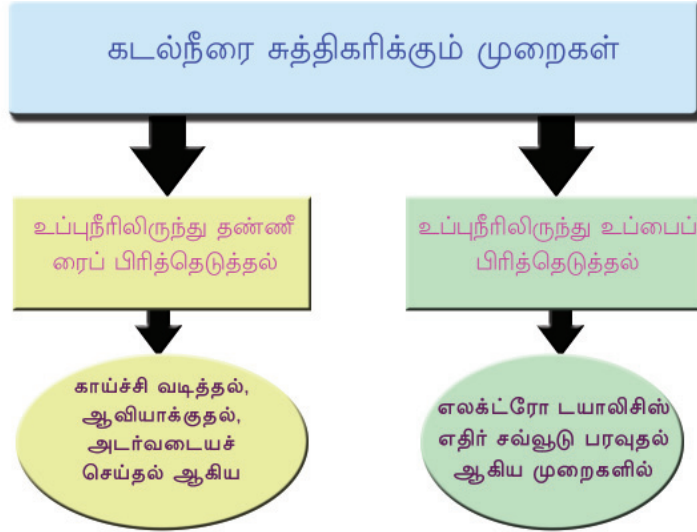 கடல்நீரை சுத்திகரிக்கும் முறைகள்
உப்புநீரிலிருந்து தண்ணீ
ரைப் பிரித்தெடுத்தல்
உப்புநீரிலிருந்து உப்பைப்
பிரித்தெடுத்தல்
காய்ச்சி வடித்தல்,
ஆவியாக்குதல்,
அடர்வடையச்
செய்தல் ஆகிய
எலக்ட்ரோ டயாலிசிஸ்
எதிர் சவ்வூடு பரவுதல்
ஆகிய முறைகளில்